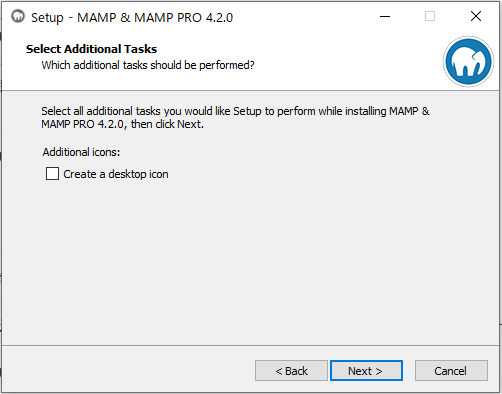 Setup - MAMP & MAMP PRO 4.2.0
Select Additional Tasks
Which additional tasks should be performed?
Select all additional tasks you would like Setup to perform while installing MAMP &
MAMP PRO 4.2.0, then click Next.
Additional icons:
Create a desktop icon
< Back
Next >
Cancel